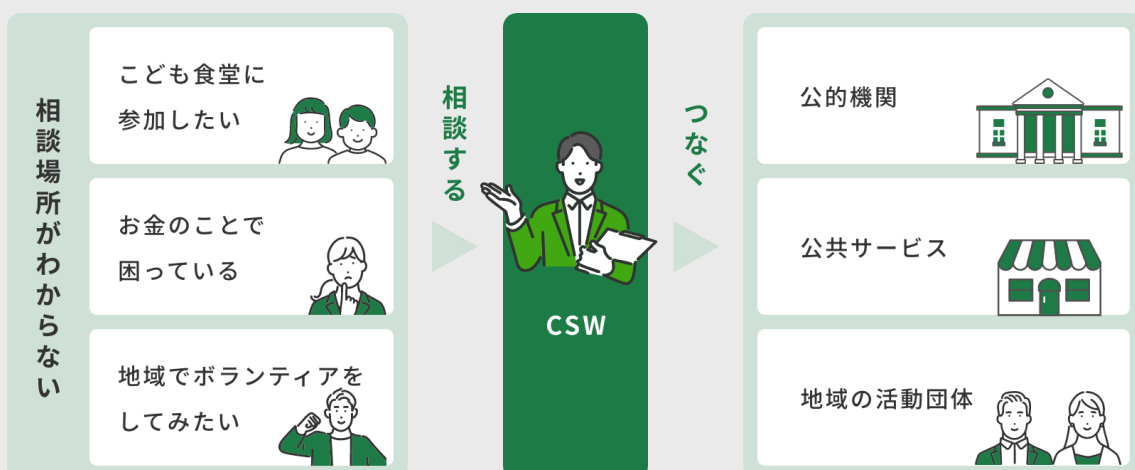 相談場所がわからない
こども食堂に
参加したい
お金のことで
困っている
地域でボランティアを
してみたい
相談する
CSW
つなぐ
公的機関
公共サービス
地域の活動団体